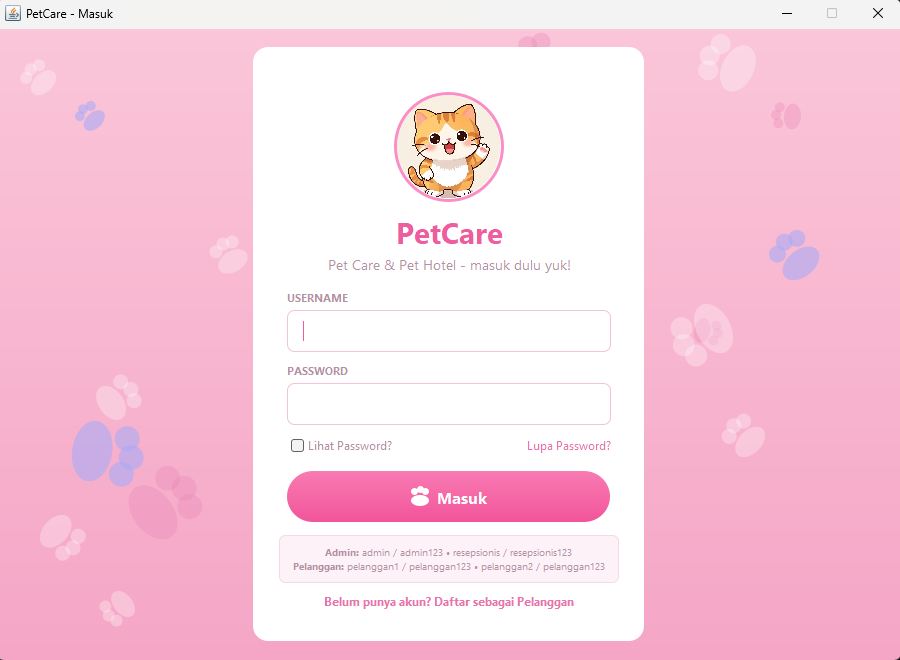 PetCare - Masuk
PetCare
Pet Care & Pet Hotel - masuk dulu yuk!
USERNAME
PASSWORD
Lihat Password? Lupa Password?
Masuk
Admin: admin / admin123 • resepsionis / resepsionis123
Pelanggan: pelanggan1 / pelanggan123 • pelanggan2 / pelanggan123
Belum punya akun? Daftar sebagai Pelanggan